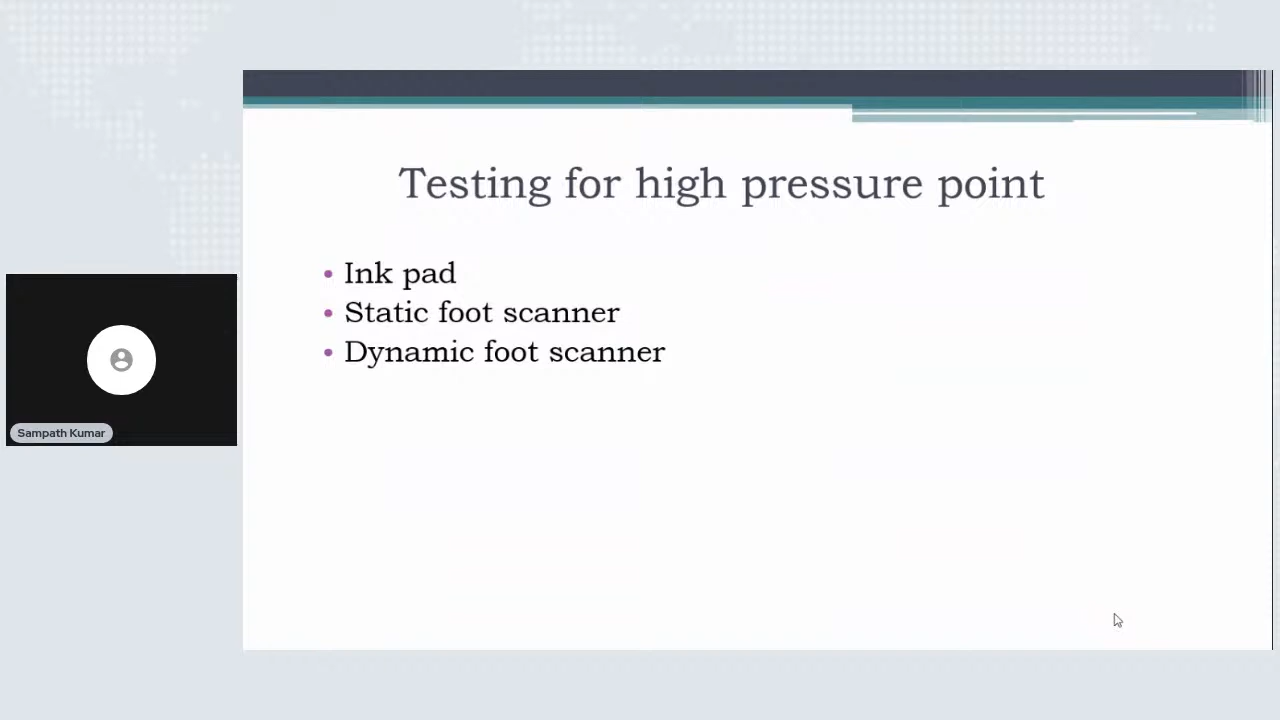 Testing for high pressure point
• Ink pad
• Static foot scanner
• Dynamic foot scanner
Sampath Kumar